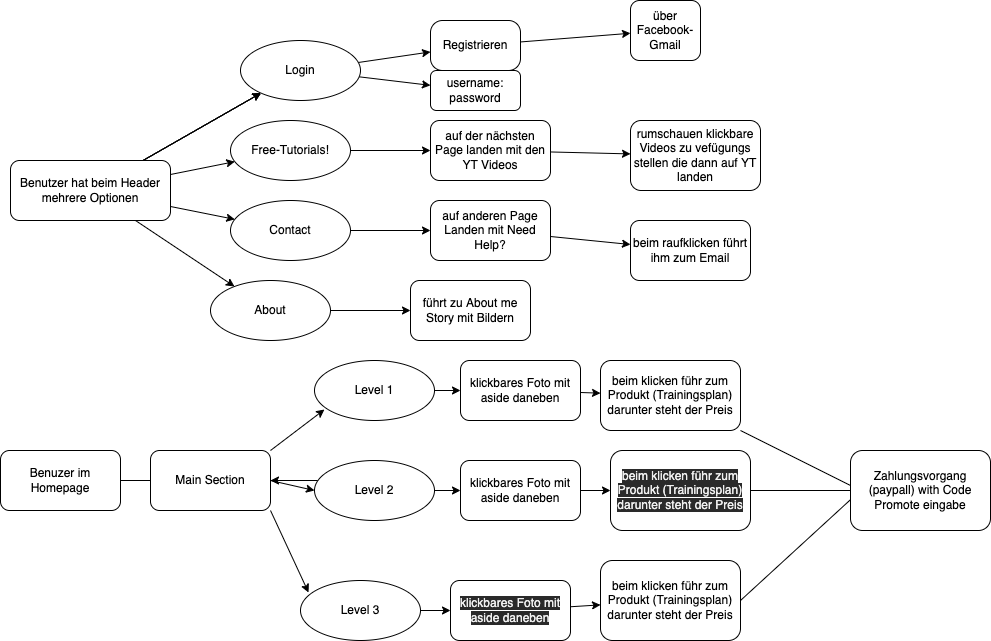 über
Facebook-
Gmail
Registrieren
Login
username:
password
Free-Tutorials!
auf der nächsten
Page landen mit den
YT Videos
rumschauen klickbare
Videos zu vefügungs
stellen die dann auf YT
landen
Benutzer hat beim Header
mehrere Optionen
Contact
auf anderen Page
Landen mit Need
Help?
beim raufklicken führt
ihm zum Email
About
führt zu About me
Story mit Bildern
Level 1
klickbares Foto mit
aside daneben
beim klicken führ zum
Produkt (Trainingsplan)
darunter steht der Preis
Benuzer im
Homepage
Main Section
Level 2
klickbares Foto mit
aside daneben
beim klicken führ zum
Produkt (Trainingsplan)
darunter steht der Preis
Zahlungsvorgang
(paypall) with Code
Promote eingabe
Level 3
klickbares Foto mit
aside daneben
beim klicken führ zum
Produkt (Trainingsplan)
darunter steht der Preis